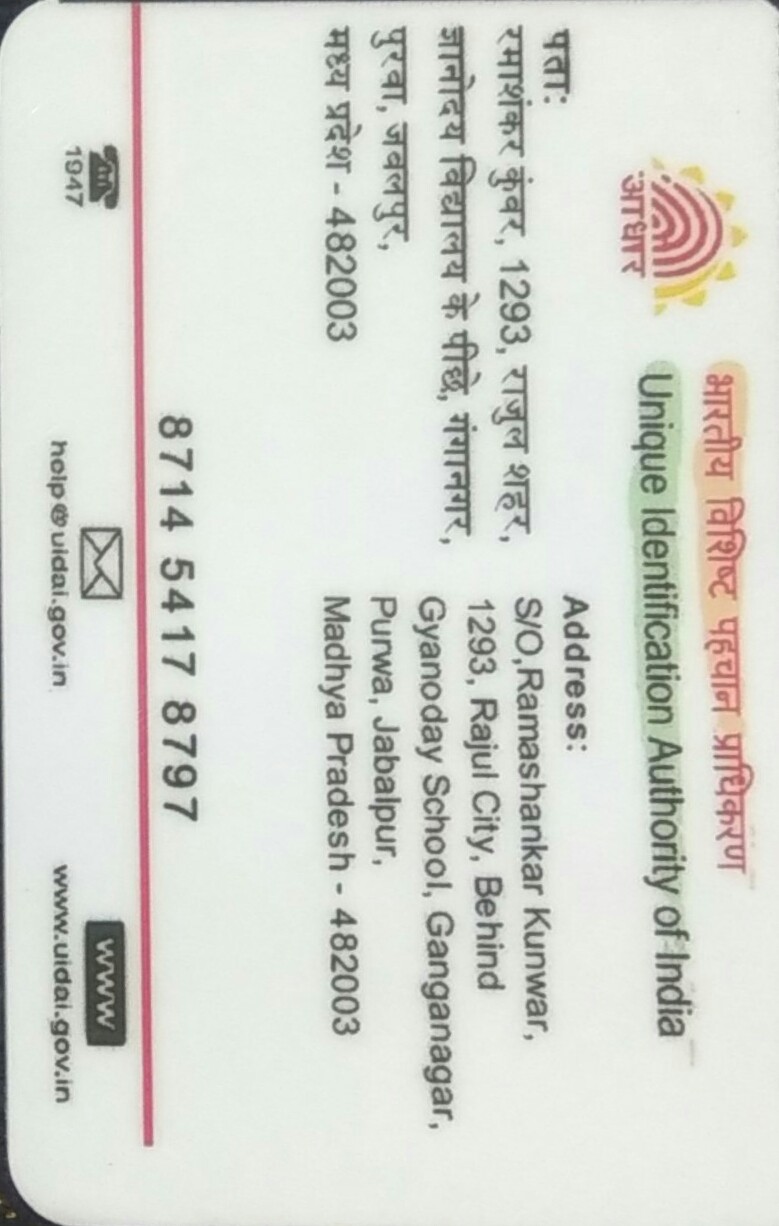 भारतीय विशिष्ट पहचान प्राधिकरण
Unique Identification Authority of India
आधार
पता:
रमाशंकर कुंवर, 1293, राजुल शहर,
ज्ञानोदय विद्यालय के पीछे, गंगानगर,
पुरवा, जबलपुर,
मध्य प्रदेश - 482003
Address:
S/O,Ramashankar Kunwar,
1293, Rajul City, Behind
Gyanoday School, Ganganagar,
Purwa, Jabalpur,
Madhya Pradesh - 482003
8714 5417 8797
1947
help@uidai.gov.in
www
www.uidai.gov.in